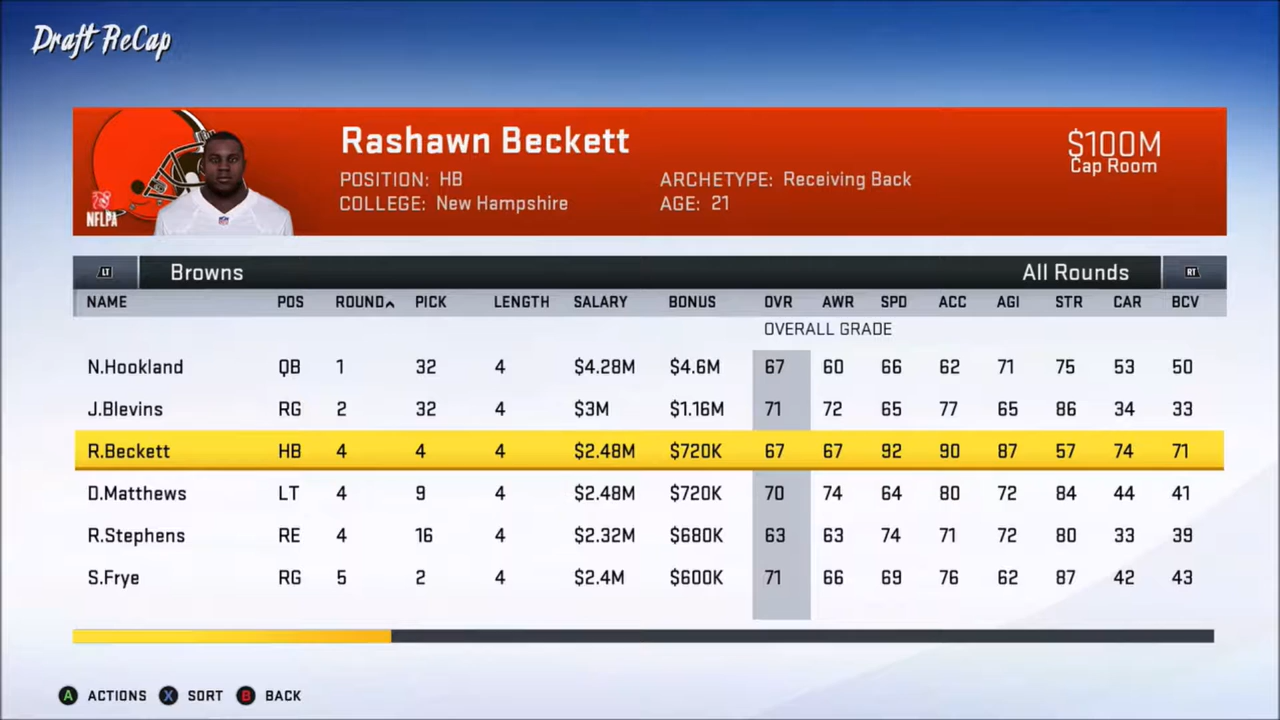 Draft ReCap
Rashawn Beckett
$100M
Cap Room
POSITION: HB
ARCHETYPE: Receiving Back
COLLEGE: New Hampshire
AGE: 21
NFLPA
LT
Browns
All Rounds
RT
NAME POS ROUND PICK LENGTH SALARY BONUS OVR AWR SPD ACC AGI STR CAR BCV
OVERALL GRADE
N.Hookland QB 1 32 4 $4.28M $4.6M 67 60 66 62 71 75 53 50
J.Blevins RG 2 32 4 $3M $1.16M 71 72 65 77 65 86 34 33
R.Beckett HB 4 4 4 $2.48M $720K 67 67 92 90 87 57 74 71
D.Matthews LT 4 9 4 $2.48M $720K 70 74 64 80 72 84 44 41
R.Stephens RE 4 16 4 $2.32M $680K 63 63 74 71 72 80 33 39
S.Frye RG 5 2 4 $2.4M $600K 71 66 69 76 62 87 42 43
A ACTIONS X SORT B BACK